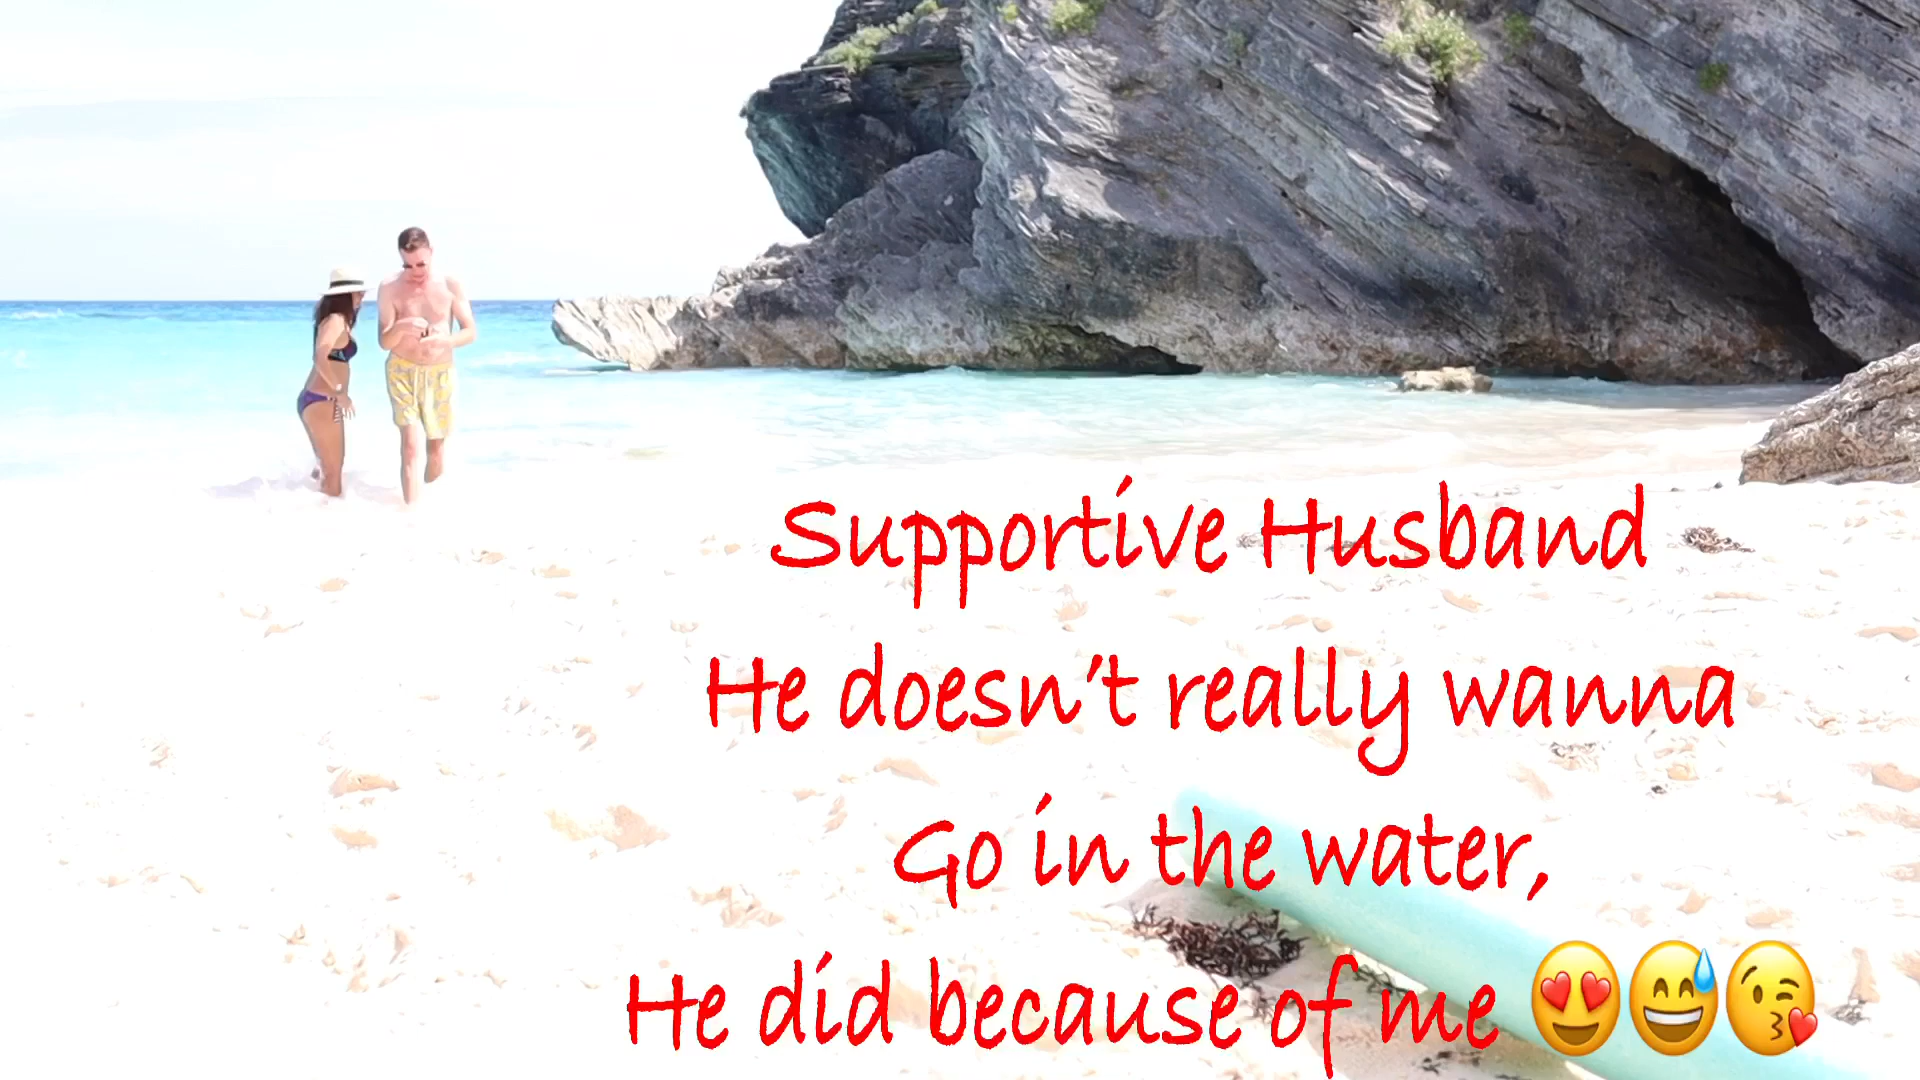 Supportive Husband
He doesn't really wanna
Go in the water,
He did because of me 😍😅😘